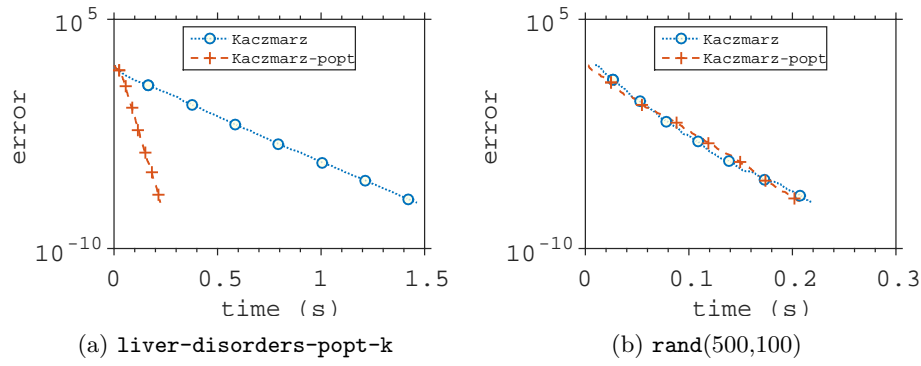 10^5
Kaczmarz
Kaczmarz-popt
error
10^-10
0 0.5 1 1.5
time (s)
(a) liver-disorders-popt-k
10^5
Kaczmarz
Kaczmarz-popt
error
10^-10
0 0.1 0.2 0.3
time (s)
(b) rand(500,100)